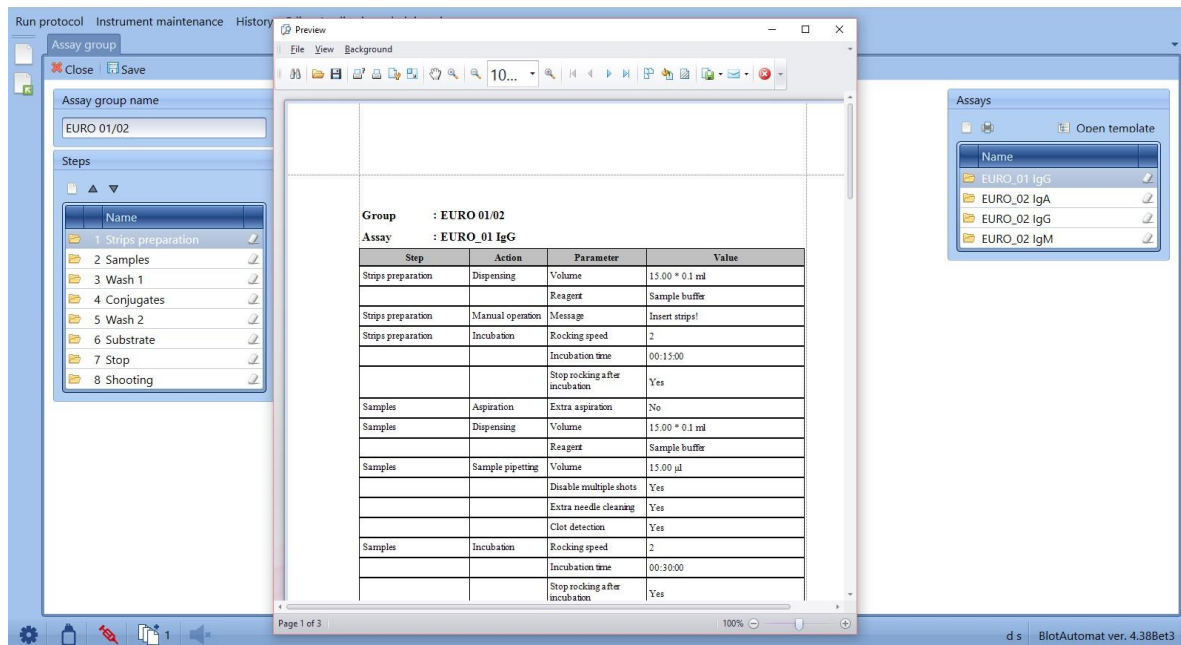 Run protocol Instrument maintenance History
Preview
Assay group
File View Background
Close Save
10...
Assay group name
EURO 01/02
Steps
Name
1 Strips preparation
2 Samples
3 Wash 1
4 Conjugates
5 Wash 2
6 Substrate
7 Stop
8 Shooting
Group : EURO 01/02
Assay : EURO_01 IgG
Step Action Parameter Value
Strips preparation Dispensing Volume 15.00 * 0.1 ml
Reagent Sample buffer
Strips preparation Manual operation Message Insert strips!
Strips preparation Incubation Rocking speed 2
Incubation time 00:15:00
Stop rocking after
incubation Yes
Samples Aspiration Extra aspiration No
Samples Dispensing Volume 15.00 * 0.1 ml
Reagent Sample buffer
Samples Sample pipetting Volume 15.00 µl
Disable multiple shots Yes
Extra needle cleaning Yes
Clot detection Yes
Samples Incubation Rocking speed 2
Incubation time 00:30:00
Stop rocking after
incubation Yes
Page 1 of 3 100%
Assays
Open template
Name
EURO_01 IgG
EURO_02 IgA
EURO_02 IgG
EURO_02 IgM
1
d s BlotAutomat ver. 4.38Bet3